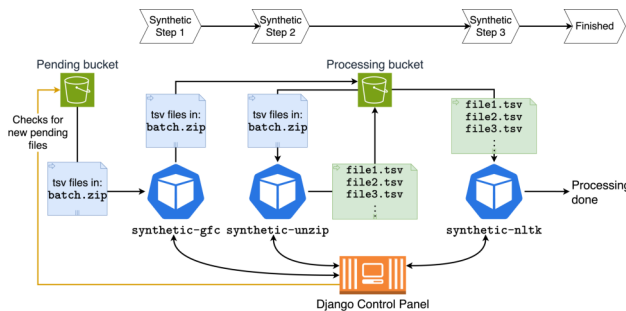 Synthetic
Step 1
Synthetic
Step 2
Synthetic
Step 3
Finished
Pending bucket
Processing bucket
Checks for
new pending
files
tsv files in:
batch.zip
tsv files in:
batch.zip
tsv files in:
batch.zip
file1.tsv
file2.tsv
file3.tsv
⋮
file1.tsv
file2.tsv
file3.tsv
⋮
Processing
done
synthetic-gfc
synthetic-unzip
synthetic-nltk
Django Control Panel